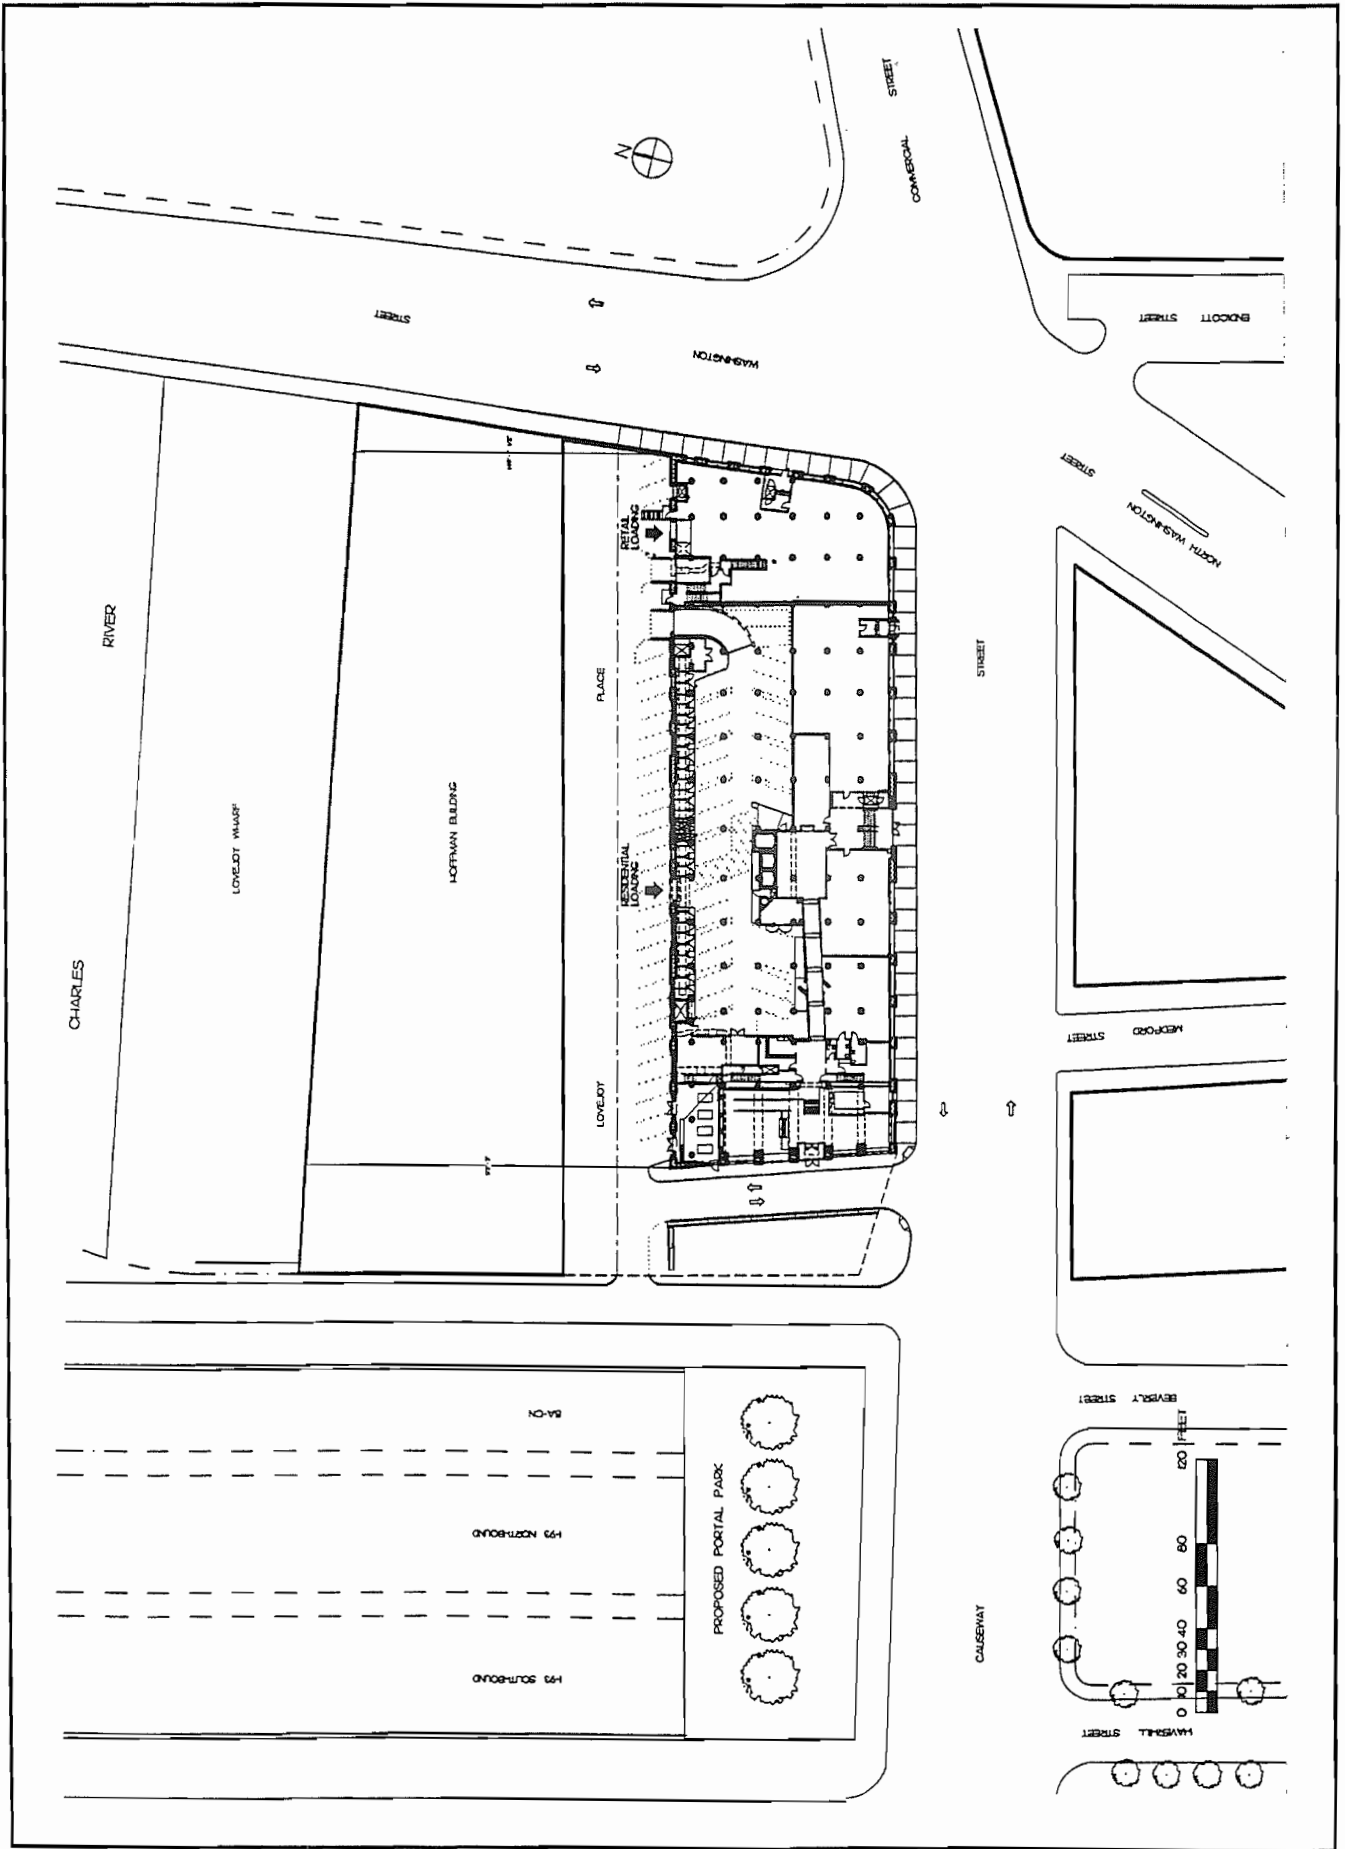 N
STREET
COMMERCIAL
STREET
WASHINGTON
ENDICOTT STREET
STREET
NORTH WASHINGTON
RETAIL
LOADING
RIVER
CHARLES
LOVEJOY WHARF
HOFFMAN BUILDING
PLACE
LOVEJOY
RESIDENTIAL
LOADING
STREET
CAUSEWAY
MEDFORD STREET
BEVERLY STREET
HAVERHILL STREET
I-93 NORTH-BOUND
I-93 SOUTH-BOUND
PROPOSED PORTAL PARK
0 10 20 30 40 60 80 120 FEET